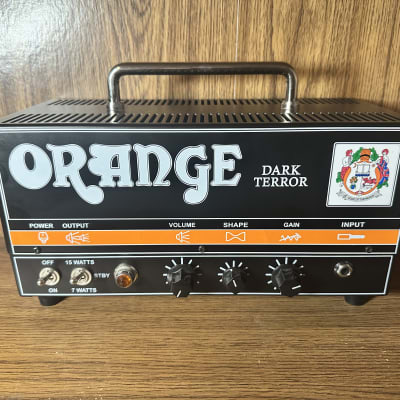 ORANGE
DARK
TERROR
POWER OUTPUT VOLUME SHAPE GAIN INPUT
OFF 15 WATTS
STBY
ON 7 WATTS